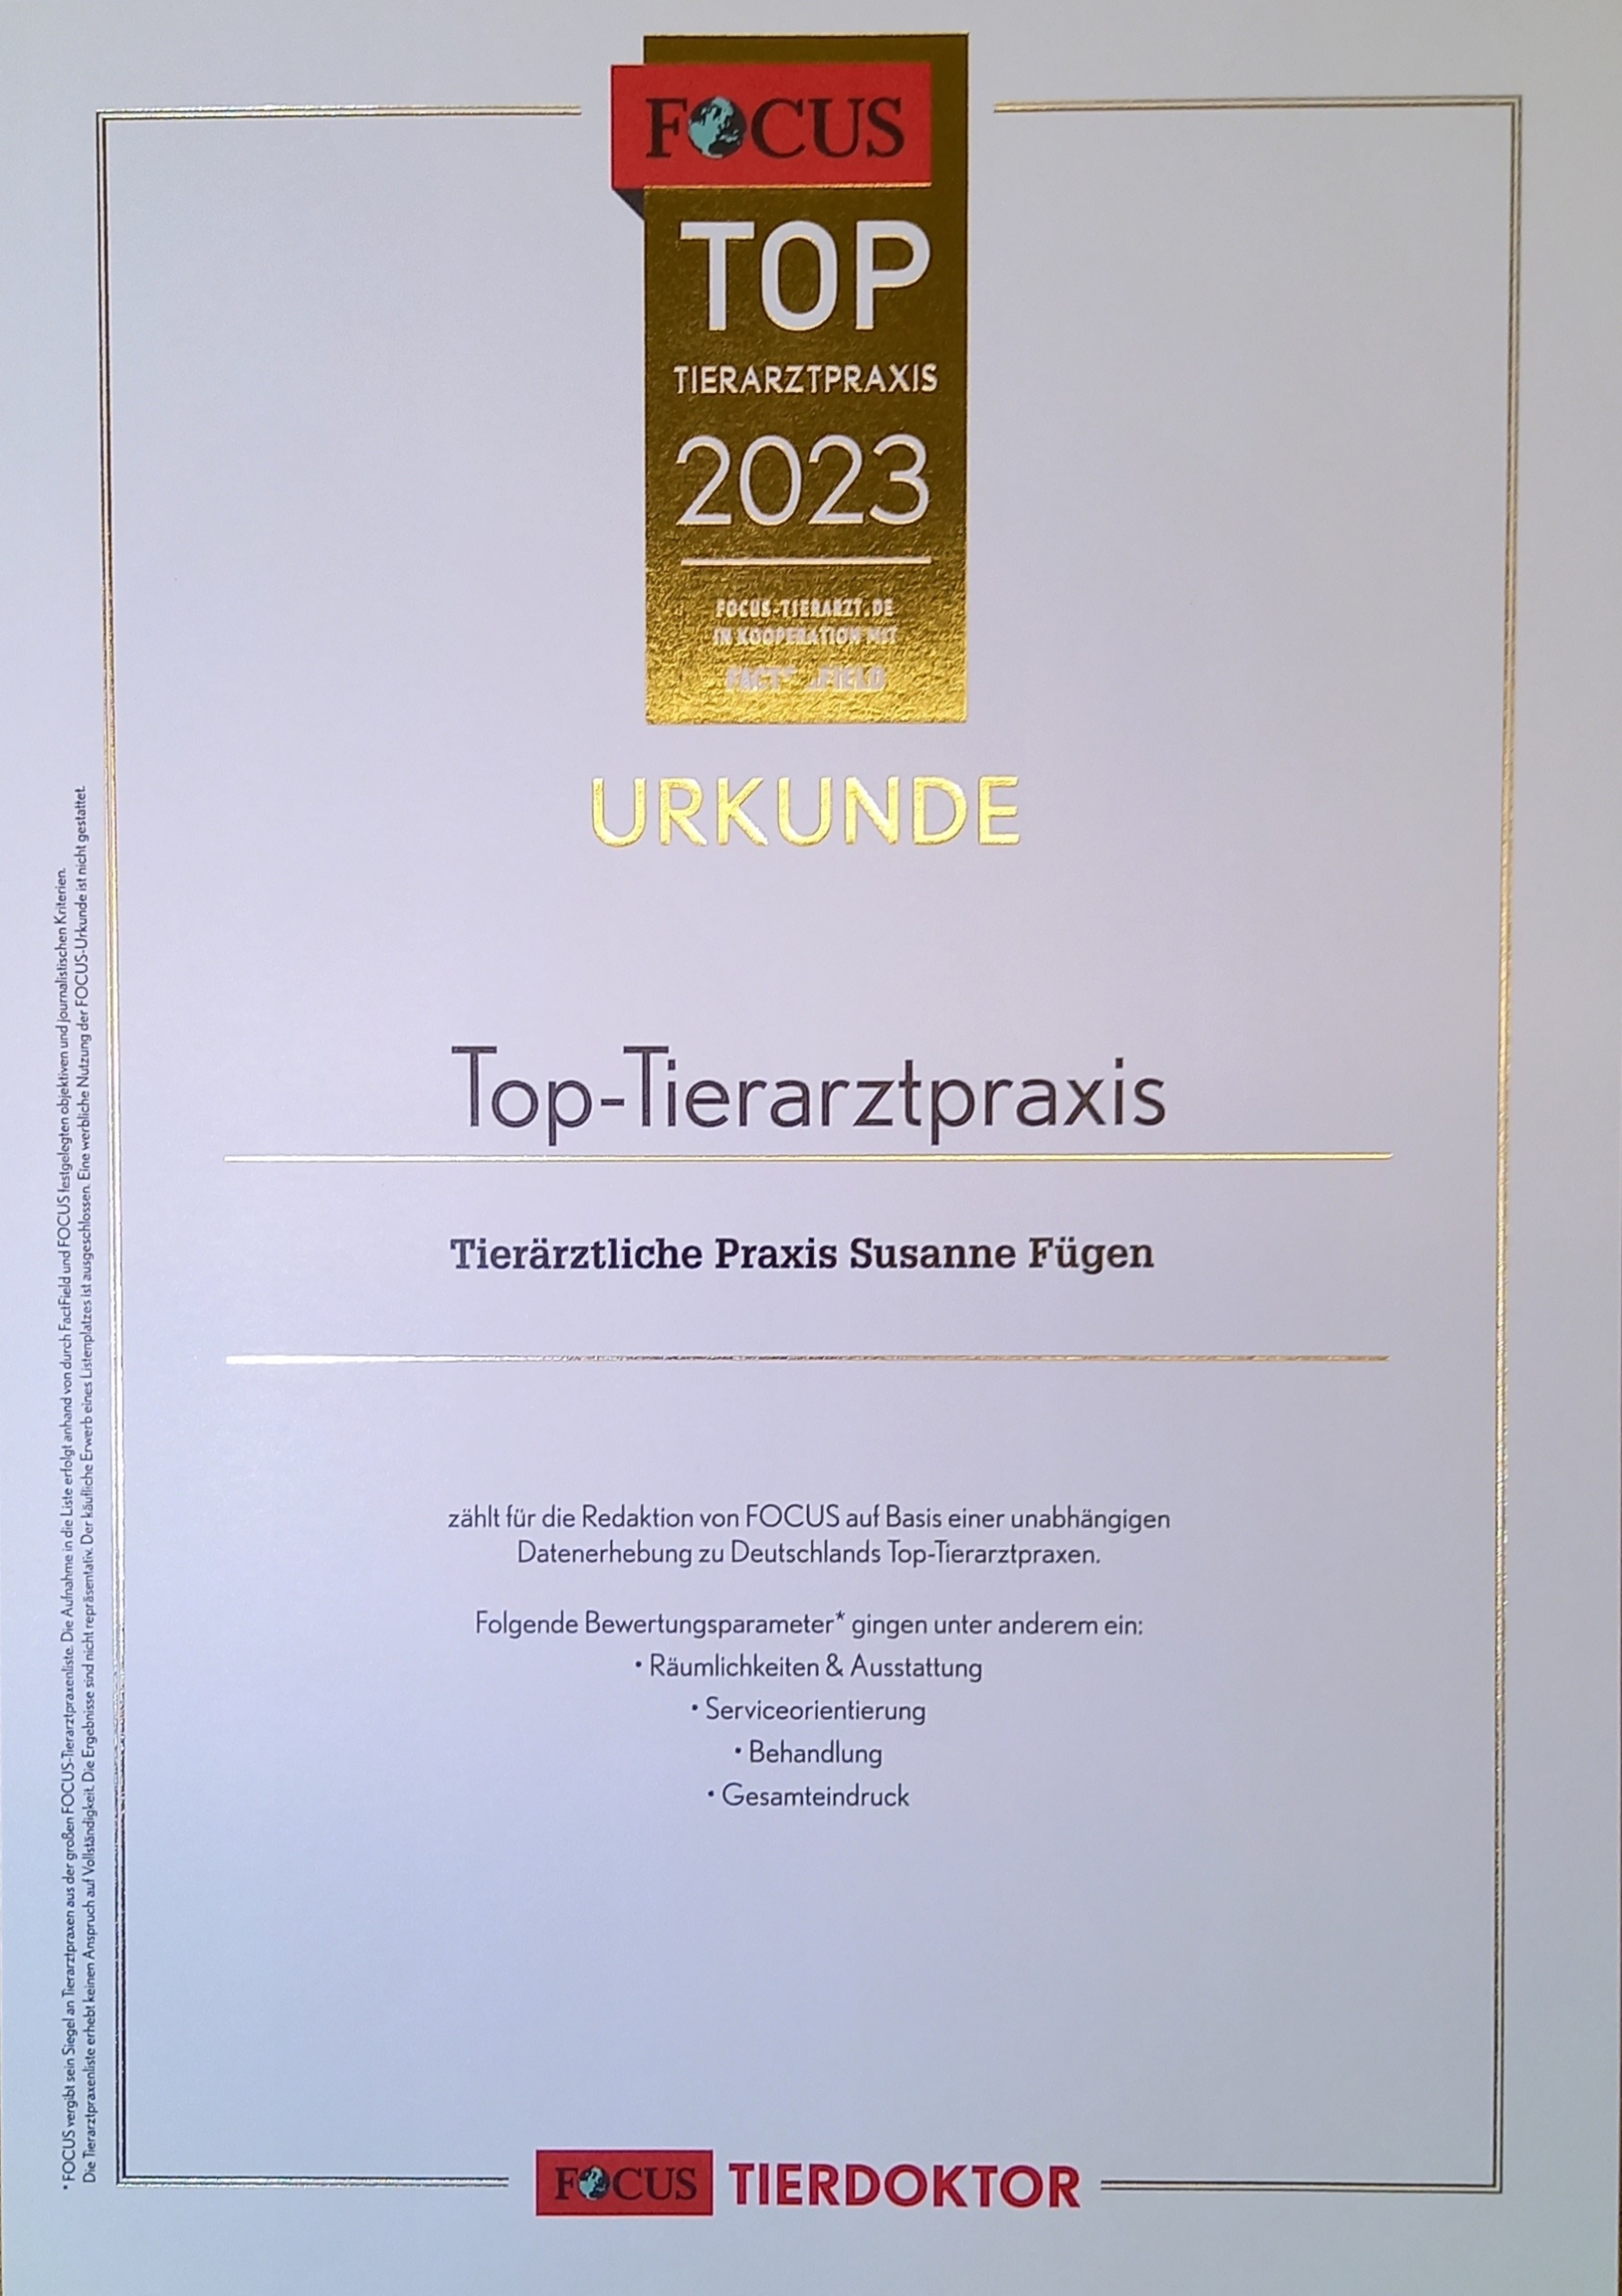 FOCUS
TOP
TIERARZTPRAXIS
2023
FOCUS-TIERARZT.DE
IN KOOPERATION MIT
FACT FIELD
URKUNDE
Top-Tierarztpraxis
Tierärztliche Praxis Susanne Fügen
zählt für die Redaktion von FOCUS auf Basis einer unabhängigen
Datenerhebung zu Deutschlands Top-Tierarztpraxen.
Folgende Bewertungsparameter* gingen unter anderem ein:
• Räumlichkeiten & Ausstattung
• Serviceorientierung
• Behandlung
• Gesamteindruck
FOCUS TIERDOKTOR
* FOCUS vergibt sein Siegel an Tierarztpraxen aus der großen FOCUS-Tierarztpraxenliste. Die Aufnahme in die Liste erfolgt anhand von durch FactField und FOCUS festgelegten objektiven und journalistischen Kriterien.
Die Tierarztpraxenliste erhebt keinen Anspruch auf Vollständigkeit. Die Ergebnisse sind nicht repräsentativ. Der käufliche Erwerb eines Listenplatzes ist ausgeschlossen. Eine werbliche Nutzung der FOCUS-Urkunde ist nicht gestattet.